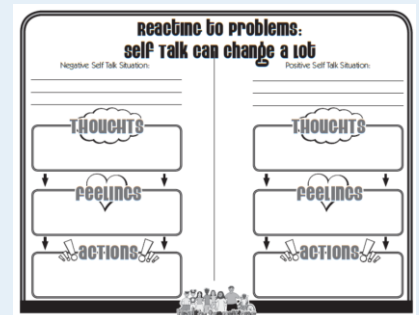 Reacting to Problems:
Self Talk can change a lot
Negative Self Talk Situation:
THOUGHTS
FEELINGS
ACTIONS
Positive Self Talk Situation:
THOUGHTS
FEELINGS
ACTIONS